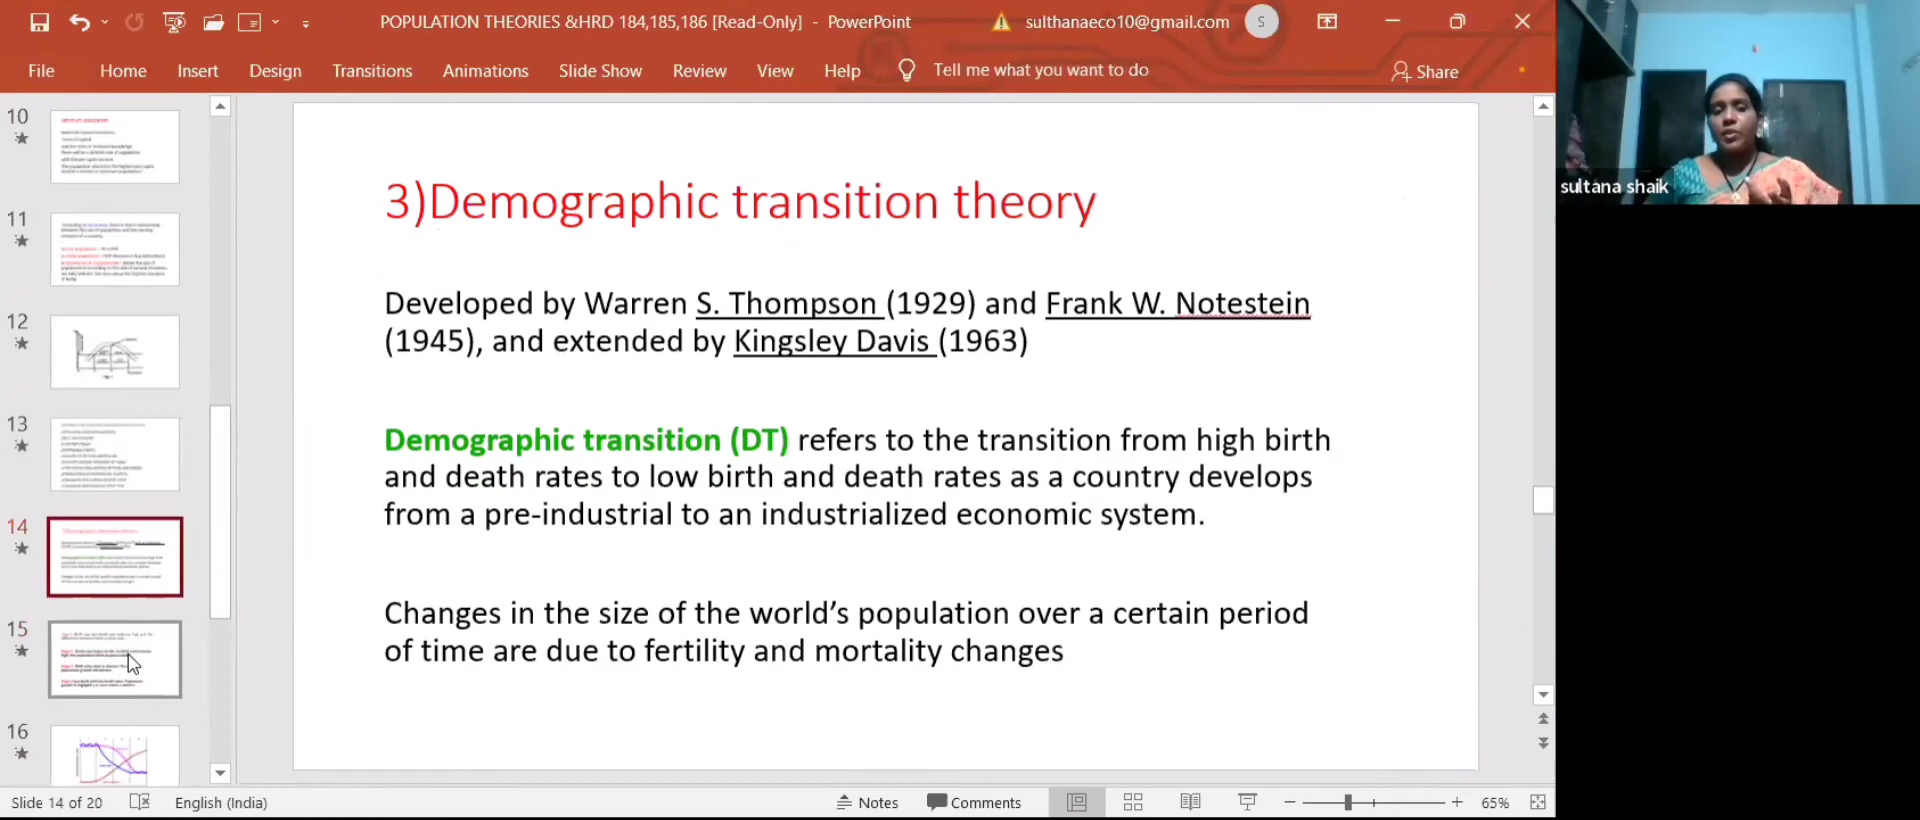 POPULATION THEORIES &HRD 184,185,186 [Read-Only] - PowerPoint
sulthanaeco10@gmail.com
S
File Home Insert Design Transitions Animations Slide Show Review View Help Tell me what you want to do
Share
10
11
12
13
14
15
16
3)Demographic transition theory
Developed by Warren S. Thompson (1929) and Frank W. Notestein
(1945), and extended by Kingsley Davis (1963)
Demographic transition (DT) refers to the transition from high birth
and death rates to low birth and death rates as a country develops
from a pre-industrial to an industrialized economic system.
Changes in the size of the world's population over a certain period
of time are due to fertility and mortality changes
sultana shaik
Slide 14 of 20
English (India)
Notes
Comments
65%